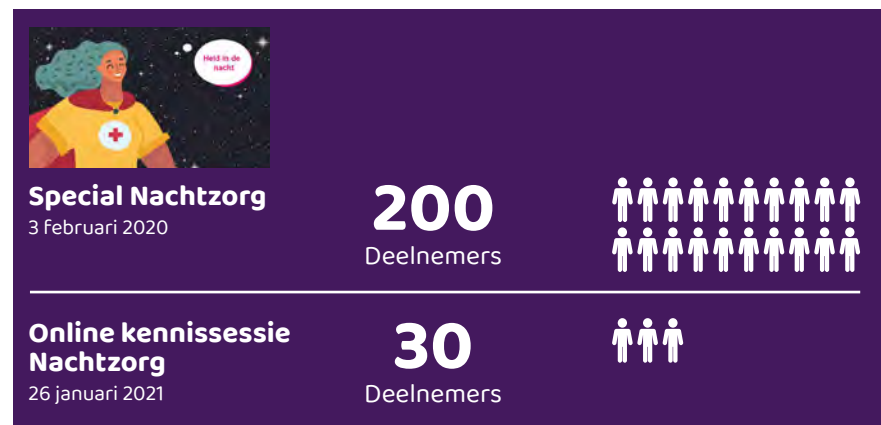 Held in de
nacht
Special Nachtzorg
3 februari 2020
200
Deelnemers
Online kennissessie
Nachtzorg
26 januari 2021
30
Deelnemers